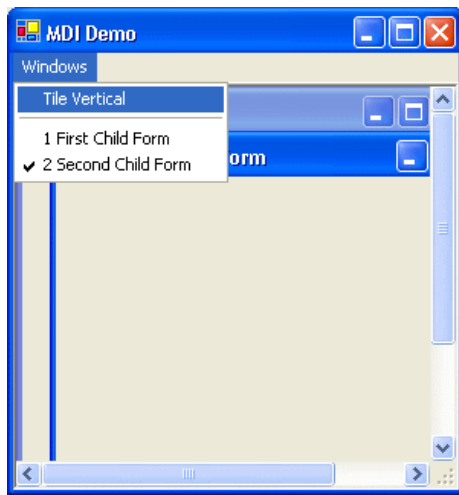 MDI Demo
Windows
Tile Vertical
1 First Child Form
2 Second Child Form
orm